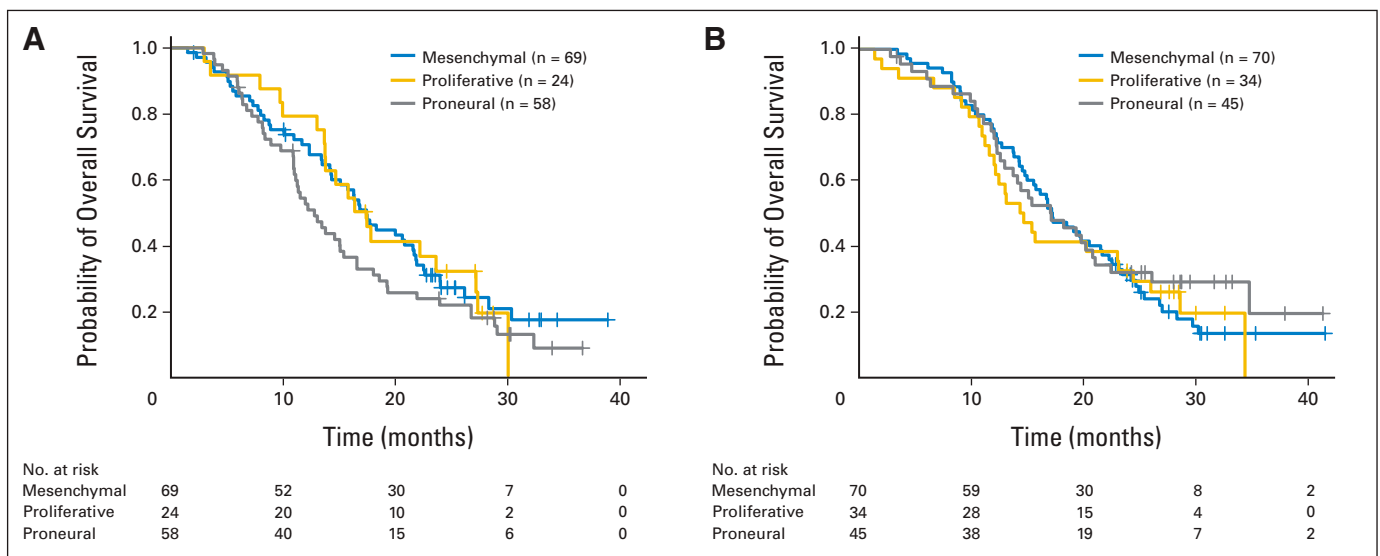 A
Probability of Overall Survival
1.0
0.8
0.6
0.4
0.2
Mesenchymal (n = 69)
Proliferative (n = 24)
Proneural (n = 58)
0 10 20 30 40
Time (months)
No. at risk
Mesenchymal 69 52 30 7 0
Proliferative 24 20 10 2 0
Proneural 58 40 15 6 0
B
Probability of Overall Survival
1.0
0.8
0.6
0.4
0.2
Mesenchymal (n = 70)
Proliferative (n = 34)
Proneural (n = 45)
0 10 20 30 40
Time (months)
No. at risk
Mesenchymal 70 59 30 8 2
Proliferative 34 28 15 4 0
Proneural 45 38 19 7 2